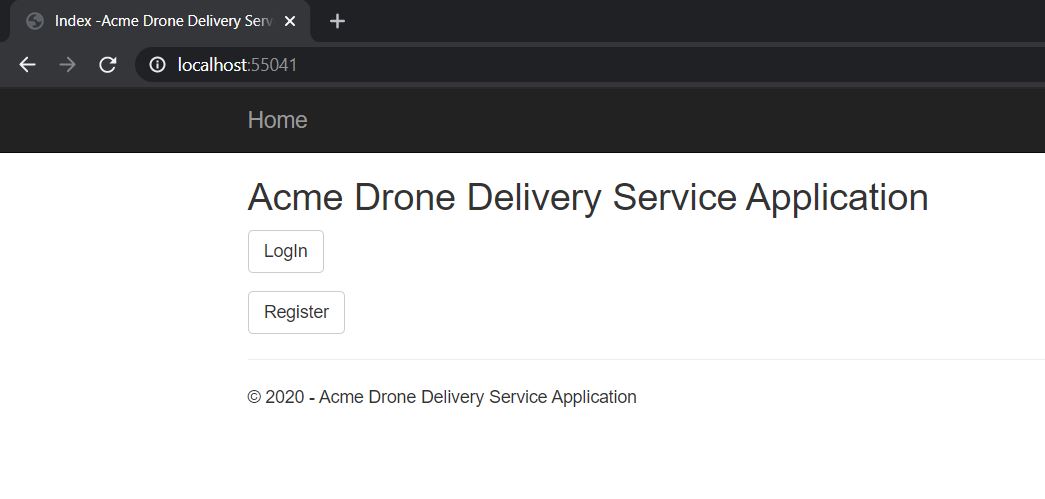 Index -Acme Drone Delivery Serv
localhost:55041
Home
Acme Drone Delivery Service Application
LogIn
Register
© 2020 - Acme Drone Delivery Service Application